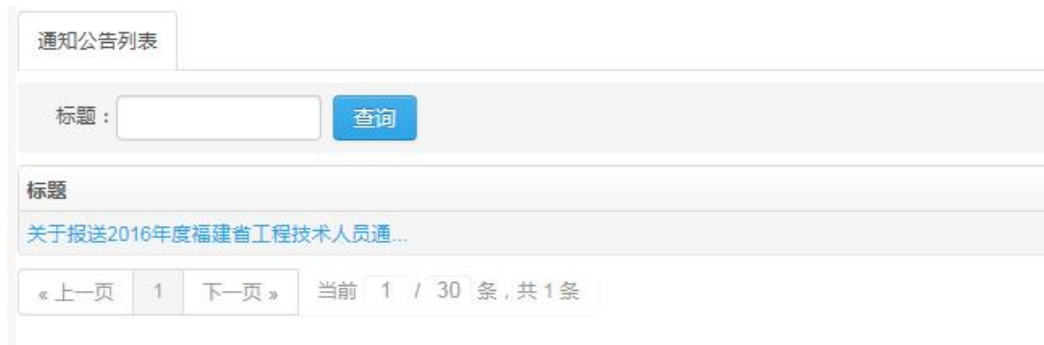 通知公告列表
标题： 查询
标题
关于报送2016年度福建省工程技术人员通...
« 上一页 1 下一页 » 当前 1 / 30 条，共 1 条